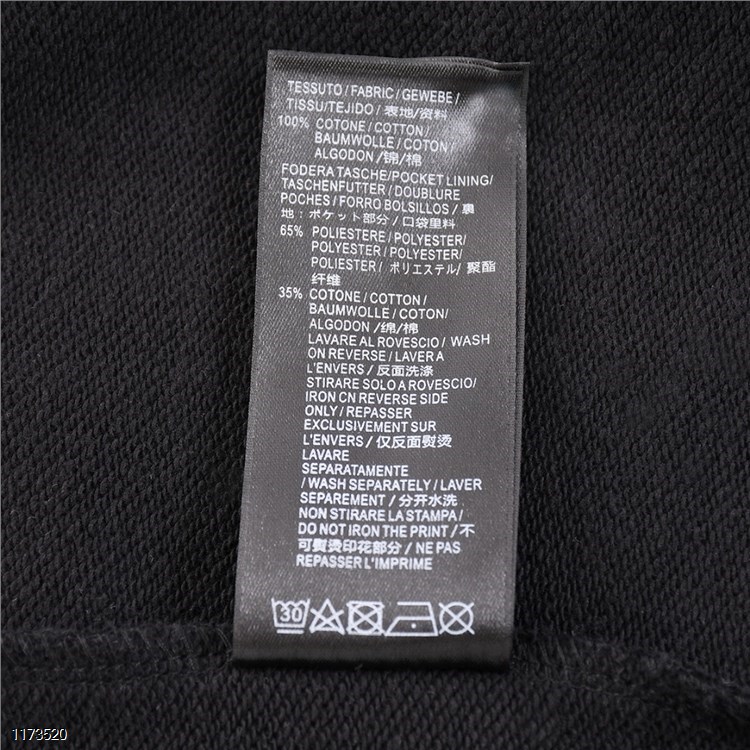 TESSUTO / FABRIC / GEWEBE /
TISSU / TEJIDO / 表地/资料
100% COTONE / COTTON /
BAUMWOLLE / COTON /
ALGODON /锦/棉
FODERA TASCHE/POCKET LINING/
TASCHENFUTTER / DOUBLURE
POCHES / FORRO BOLSILLOS / 裏
地：ポケット部分 / 口袋里料
65% POLIESTERE / POLYESTER/
POLYESTER / POLYESTER/
POLIESTER / ポリエステル/ 聚酯
纤维
35% COTONE / COTTON /
BAUMWOLLE / COTON/
ALGODON /绵/棉
LAVARE AL ROVESCIO / WASH
ON REVERSE / LAVER A
L'ENVERS / 反面洗涤
STIRARE SOLO A ROVESCIO/
IRON CN REVERSE SIDE
ONLY / REPASSER
EXCLUSIVEMENT SUR
L'ENVERS / 仅反面熨烫
LAVARE
SEPARATAMENTE
/ WASH SEPARATELY / LAVER
SEPAREMENT / 分开水洗
NON STIRARE LA STAMPA /
DO NOT IRON THE PRINT / 不
可熨烫印花部分 / NE PAS
REPASSER L'IMPRIME
30
1173520